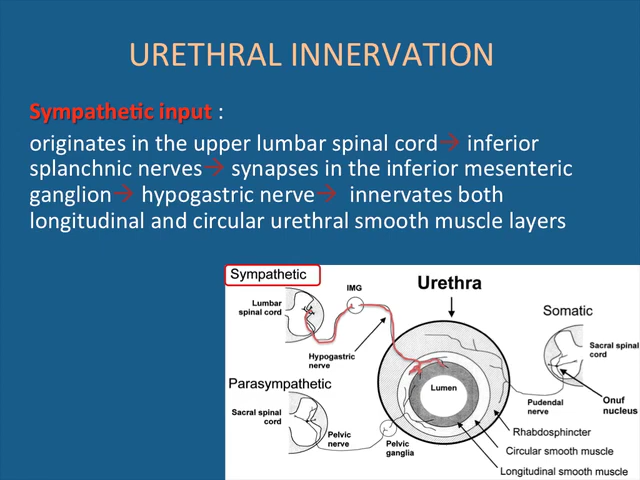 URETHRAL INNERVATION
Sympathetic input :
originates in the upper lumbar spinal cord→ inferior
splanchnic nerves→ synapses in the inferior mesenteric
ganglion→ hypogastric nerve→ innervates both
longitudinal and circular urethral smooth muscle layers
Sympathetic
IMG
Urethra
Lumbar
spinal cord
Somatic
Sacral spinal
cord
Hypogastric
nerve
Parasympathetic
Lumen
Sacral spinal
cord
Pudendal
nerve
Onuf
nucleus
Pelvic
nerve
Pelvic
ganglia
Rhabdosphincter
Circular smooth muscle
Longitudinal smooth muscle